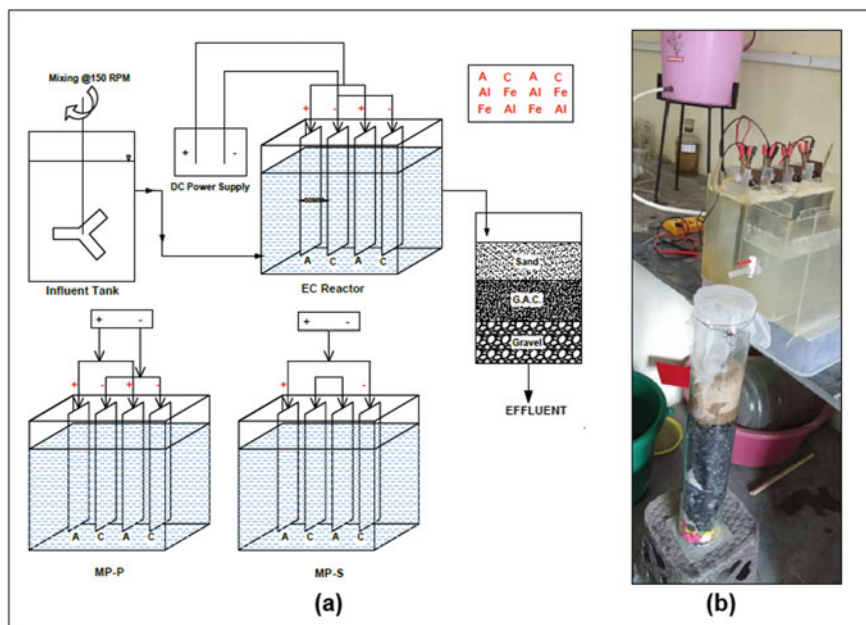 Mixing @150 RPM
+ -
DC Power Supply
+ - + -
A C A C
Al Fe Al Fe
Fe Al Fe Al
A C A C
Influent Tank
EC Reactor
Sand
G.A.C.
Gravel
EFFLUENT
+ -
+ - + -
A C A C
MP-P
+ -
+ -
A C A C
MP-S
(a)
(b)